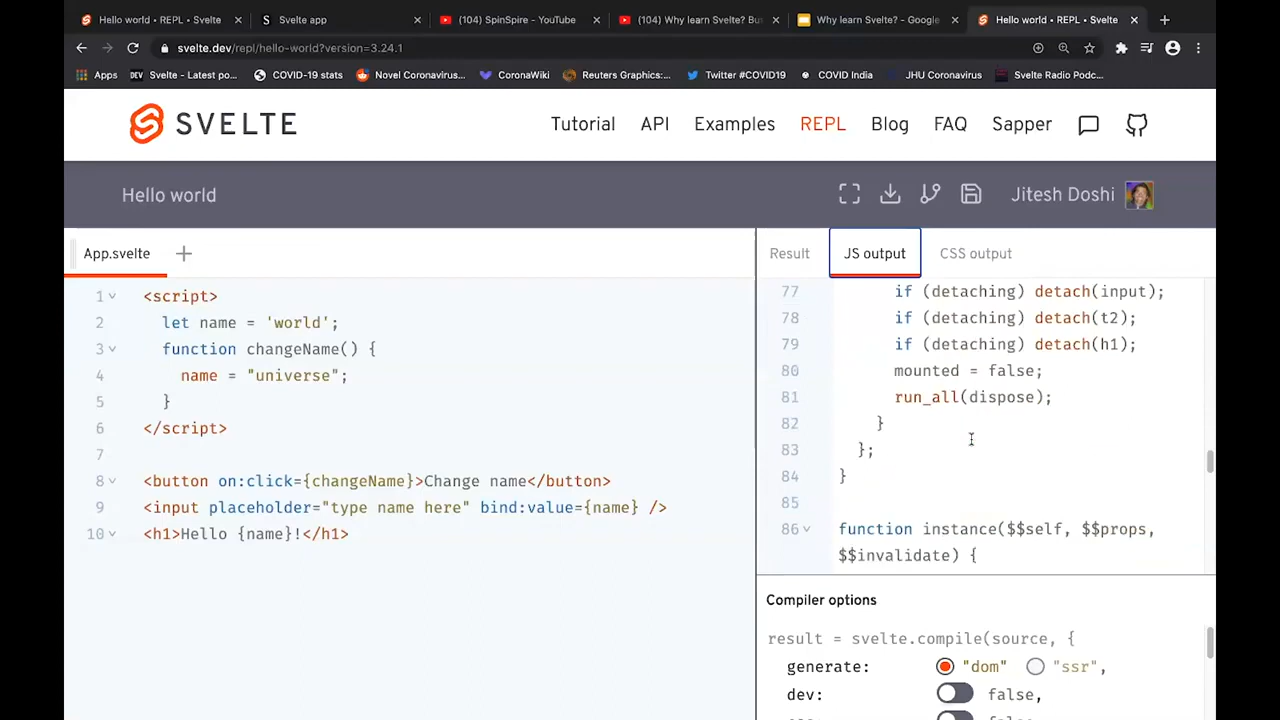 Hello world • REPL • Svelte
Svelte app
(104) SpinSpire - YouTube
(104) Why learn Svelte? Bu
Why learn Svelte? - Google
Hello world • REPL • Svelte
svelte.dev/repl/hello-world?version=3.24.1
Apps
Svelte - Latest po...
COVID-19 stats
Novel Coronavirus...
CoronaWiki
Reuters Graphics:...
Twitter #COVID19
COVID India
JHU Coronavirus
Svelte Radio Podc...
SVELTE
Tutorial
API
Examples
REPL
Blog
FAQ
Sapper
Hello world
Jitesh Doshi
App.svelte
Result
JS output
CSS output
1 <script>
2 let name = 'world';
3 function changeName() {
4 name = "universe";
5 }
6 </script>
7
8 <button on:click={changeName}>Change name</button>
9 <input placeholder="type name here" bind:value={name} />
10 <h1>Hello {name}!</h1>
77 if (detaching) detach(input);
78 if (detaching) detach(t2);
79 if (detaching) detach(h1);
80 mounted = false;
81 run_all(dispose);
82 }
83 };
84 }
85
86 function instance($$self, $$props,
$$invalidate) {
Compiler options
result = svelte.compile(source, {
generate: "dom" "ssr",
dev: false,